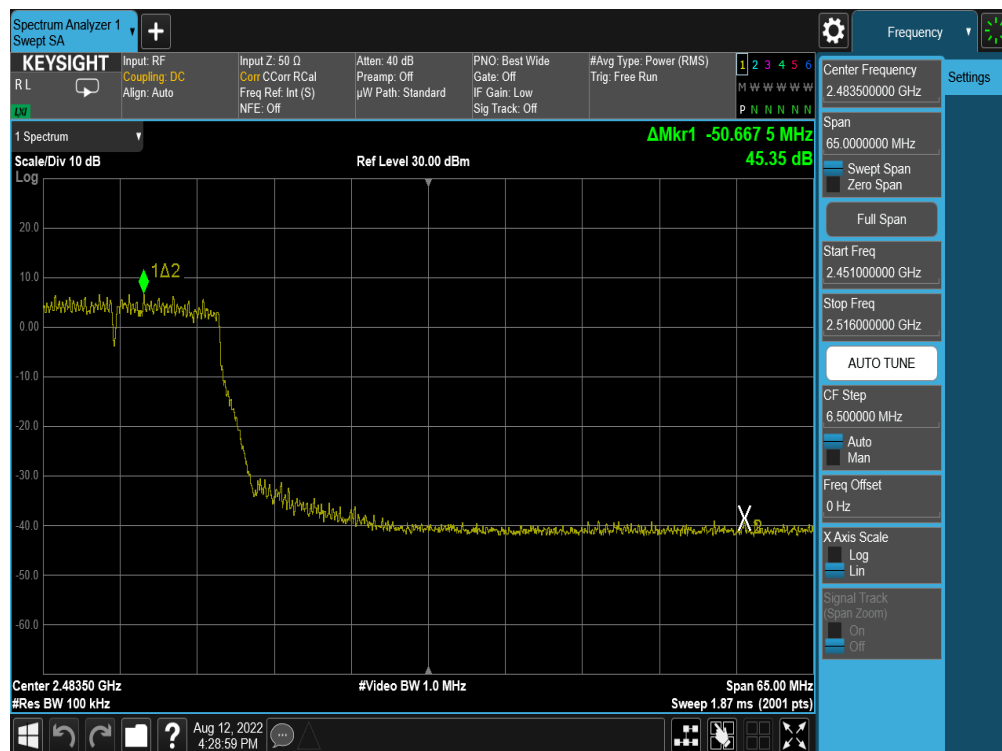 Spectrum Analyzer 1
Swept SA
Frequency
KEYSIGHT
R L
LXI
Input: RF
Coupling: DC
Align: Auto
Input Z: 50 Ω
Corr CCorr RCal
Freq Ref: Int (S)
NFE: Off
Atten: 40 dB
Preamp: Off
µW Path: Standard
PNO: Best Wide
Gate: Off
IF Gain: Low
Sig Track: Off
#Avg Type: Power (RMS)
Trig: Free Run
1 2 3 4 5 6
M W W W W W
P N N N N N
1 Spectrum
ΔMkr1 -50.667 5 MHz
Scale/Div 10 dB
Ref Level 30.00 dBm
45.35 dB
Log
1Δ2
20.0
10.0
0.00
-10.0
-20.0
-30.0
-40.0
-50.0
-60.0
Center 2.48350 GHz
#Video BW 1.0 MHz
Span 65.00 MHz
#Res BW 100 kHz
Sweep 1.87 ms (2001 pts)
Aug 12, 2022
4:28:59 PM
Center Frequency
2.483500000 GHz
Settings
Span
65.0000000 MHz
Swept Span
Zero Span
Full Span
Start Freq
2.451000000 GHz
Stop Freq
2.516000000 GHz
AUTO TUNE
CF Step
6.500000 MHz
Auto
Man
Freq Offset
0 Hz
X Axis Scale
Log
Lin
Signal Track
(Span Zoom)
On
Off